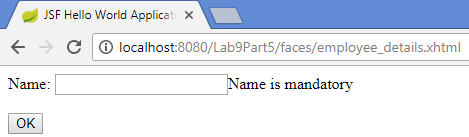 JSF Hello World Applicati
localhost:8080/Lab9Part5/faces/employee_details.xhtml
Name: Name is mandatory
OK